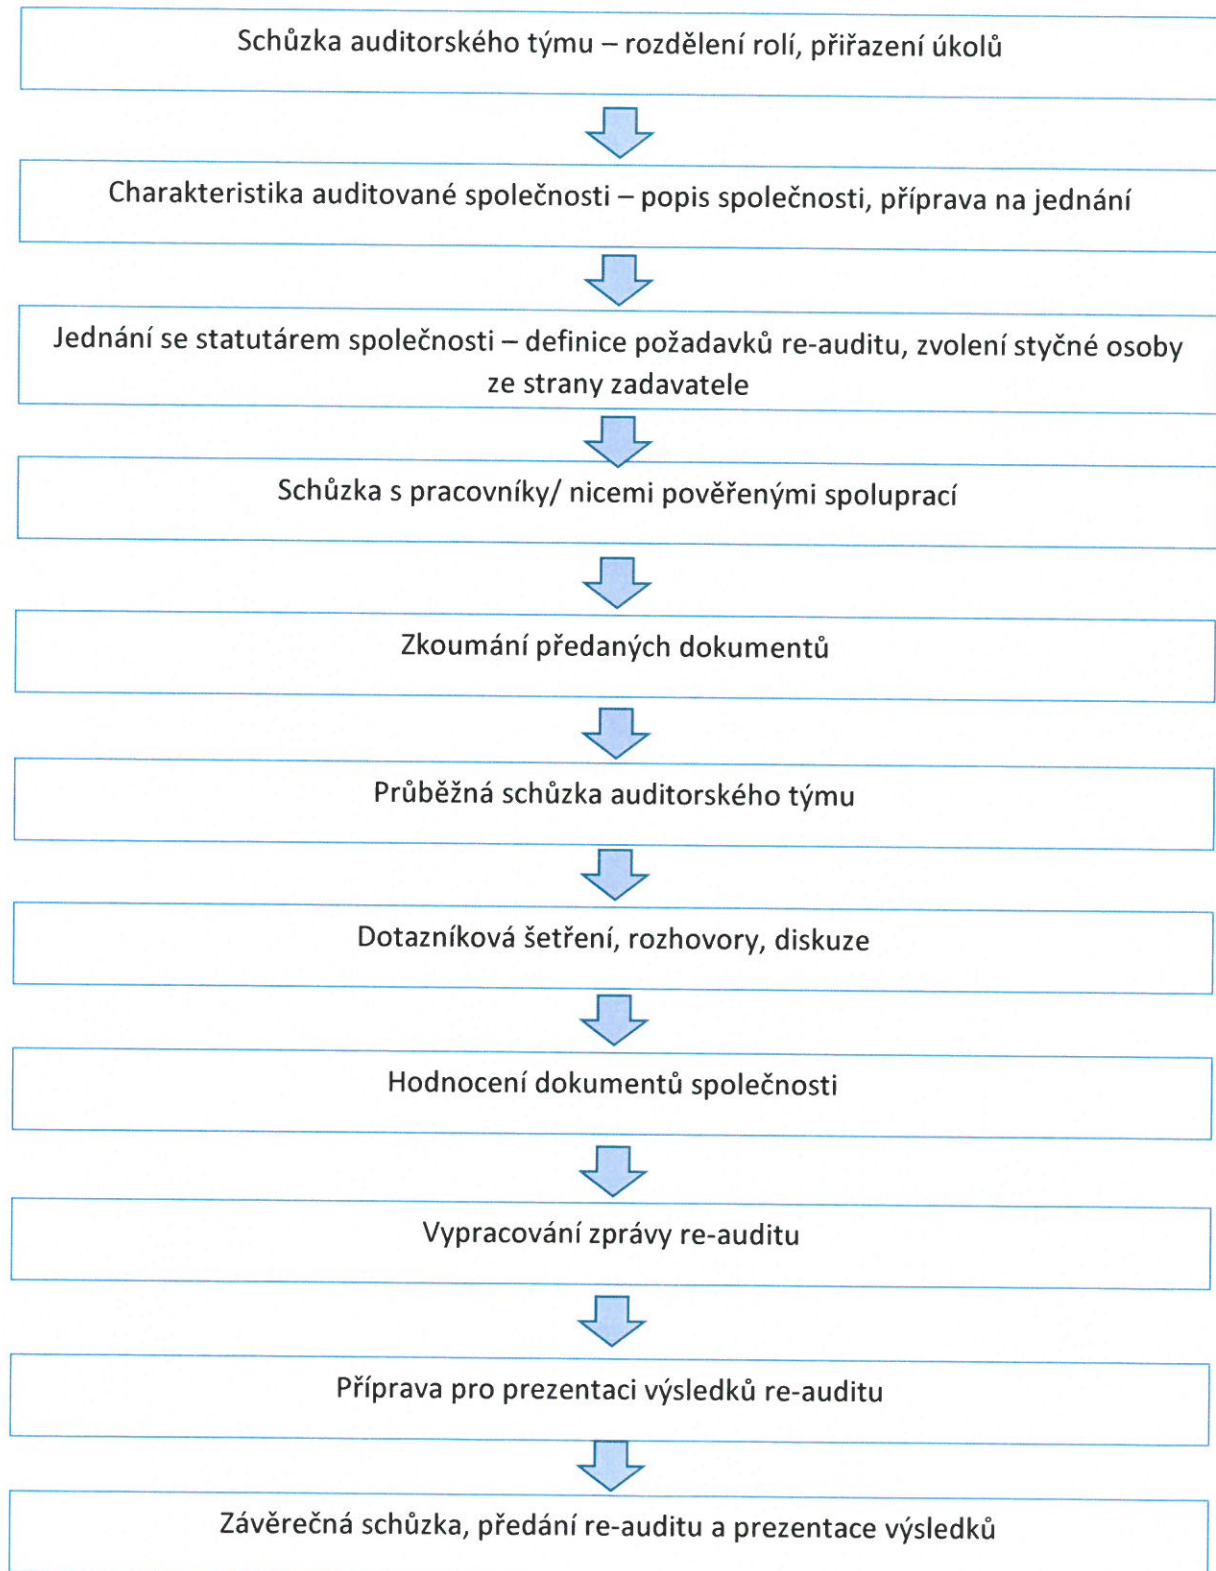 Schůzka auditorského týmu – rozdělení rolí, přiřazení úkolů
Charakteristika auditované společnosti – popis společnosti, příprava na jednání
Jednání se statutárem společnosti – definice požadavků re-auditu, zvolení styčné osoby
ze strany zadavatele
Schůzka s pracovníky/ nicemi pověřenými spoluprací
Zkoumání předaných dokumentů
Průběžná schůzka auditorského týmu
Dotazníková šetření, rozhovory, diskuze
Hodnocení dokumentů společnosti
Vypracování zprávy re-auditu
Příprava pro prezentaci výsledků re-auditu
Závěrečná schůzka, předání re-auditu a prezentace výsledků